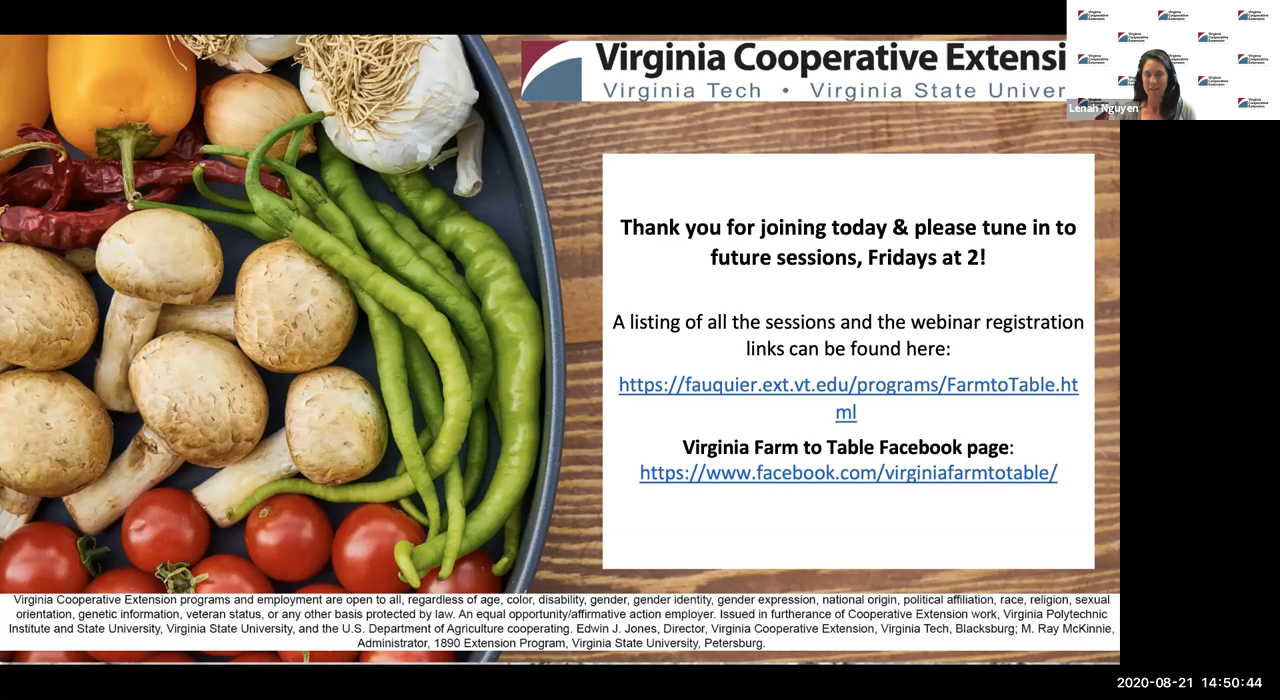 Virginia Cooperative Extensi
Virginia Tech • Virginia State Univer
Lenah Nguyen
Thank you for joining today & please tune in to
future sessions, Fridays at 2!
A listing of all the sessions and the webinar registration
links can be found here:
https://fauquier.ext.vt.edu/programs/FarmtoTable.ht
ml
Virginia Farm to Table Facebook page:
https://www.facebook.com/virginiafarmtotable/
Virginia Cooperative Extension programs and employment are open to all, regardless of age, color, disability, gender, gender identity, gender expression, national origin, political affiliation, race, religion, sexual
orientation, genetic information, veteran status, or any other basis protected by law. An equal opportunity/affirmative action employer. Issued in furtherance of Cooperative Extension work, Virginia Polytechnic
Institute and State University, Virginia State University, and the U.S. Department of Agriculture cooperating. Edwin J. Jones, Director, Virginia Cooperative Extension, Virginia Tech, Blacksburg; M. Ray McKinnie,
Administrator, 1890 Extension Program, Virginia State University, Petersburg.
2020-08-21 14:50:44